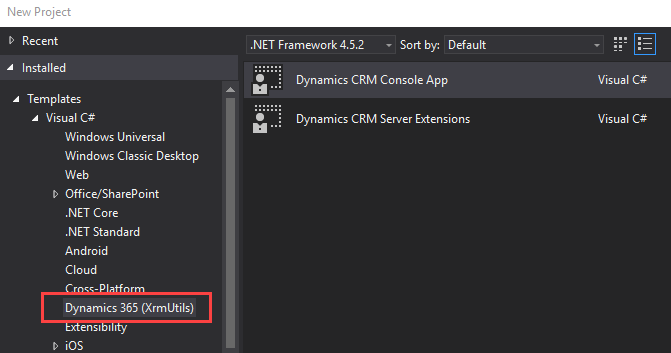 New Project
Recent
.NET Framework 4.5.2
Sort by:
Default
Installed
Dynamics CRM Console App
Visual C#
Templates
Visual C#
Dynamics CRM Server Extensions
Visual C#
Windows Universal
Windows Classic Desktop
Web
Office/SharePoint
.NET Core
.NET Standard
Android
Cloud
Cross-Platform
Dynamics 365 (XrmUtils)
Extensibility
iOS